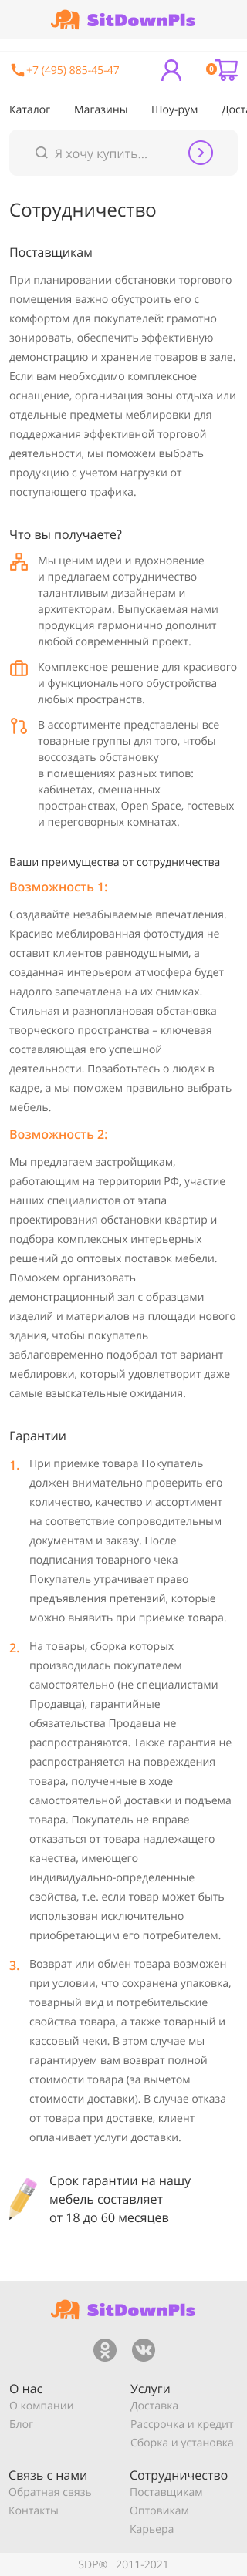 SitDownPls
+7 (495) 885-45-47
0
Каталог Магазины Шоу-рум Дост
Я хочу купить...
Сотрудничество
Поставщикам
При планировании обстановки торгового
помещения важно обустроить его с
комфортом для покупателей: грамотно
зонировать, обеспечить эффективную
демонстрацию и хранение товаров в зале.
Если вам необходимо комплексное
оснащение, организация зоны отдыха или
отдельные предметы меблировки для
поддержания эффективной торговой
деятельности, мы поможем выбрать
продукцию с учетом нагрузки от
поступающего трафика.
Что вы получаете?
Мы ценим идеи и вдохновение
и предлагаем сотрудничество
талантливым дизайнерам и
архитекторам. Выпускаемая нами
продукция гармонично дополнит
любой современный проект.
Комплексное решение для красивого
и функционального обустройства
любых пространств.
В ассортименте представлены все
товарные группы для того, чтобы
воссоздать обстановку
в помещениях разных типов:
кабинетах, смешанных
пространствах, Open Space, гостевых
и переговорных комнатах.
Ваши преимущества от сотрудничества
Возможность 1:
Создавайте незабываемые впечатления.
Красиво меблированная фотостудия не
оставит клиентов равнодушными, а
созданная интерьером атмосфера будет
надолго запечатлена на их снимках.
Стильная и разноплановая обстановка
творческого пространства – ключевая
составляющая его успешной
деятельности. Позаботьтесь о людях в
кадре, а мы поможем правильно выбрать
мебель.
Возможность 2:
Мы предлагаем застройщикам,
работающим на территории РФ, участие
наших специалистов от этапа
проектирования обстановки квартир и
подбора комплексных интерьерных
решений до оптовых поставок мебели.
Поможем организовать
демонстрационный зал с образцами
изделий и материалов на площади нового
здания, чтобы покупатель
заблаговременно подобрал тот вариант
меблировки, который удовлетворит даже
самые взыскательные ожидания.
Гарантии
1. При приемке товара Покупатель
должен внимательно проверить его
количество, качество и ассортимент
на соответствие сопроводительным
документам и заказу. После
подписания товарного чека
Покупатель утрачивает право
предъявления претензий, которые
можно выявить при приемке товара.
2. На товары, сборка которых
производилась покупателем
самостоятельно (не специалистами
Продавца), гарантийные
обязательства Продавца не
распространяются. Также гарантия не
распространяется на повреждения
товара, полученные в ходе
самостоятельной доставки и подъема
товара. Покупатель не вправе
отказаться от товара надлежащего
качества, имеющего
индивидуально-определенные
свойства, т.е. если товар может быть
использован исключительно
приобретающим его потребителем.
3. Возврат или обмен товара возможен
при условии, что сохранена упаковка,
товарный вид и потребительские
свойства товара, а также товарный и
кассовый чеки. В этом случае мы
гарантируем вам возврат полной
стоимости товара (за вычетом
стоимости доставки). В случае отказа
от товара при доставке, клиент
оплачивает услуги доставки.
Срок гарантии на нашу
мебель составляет
от 18 до 60 месяцев
SitDownPls
О нас
О компании
Блог
Услуги
Доставка
Рассрочка и кредит
Сборка и установка
Связь с нами
Обратная связь
Контакты
Сотрудничество
Поставщикам
Оптовикам
Карьера
SDP® 2011-2021